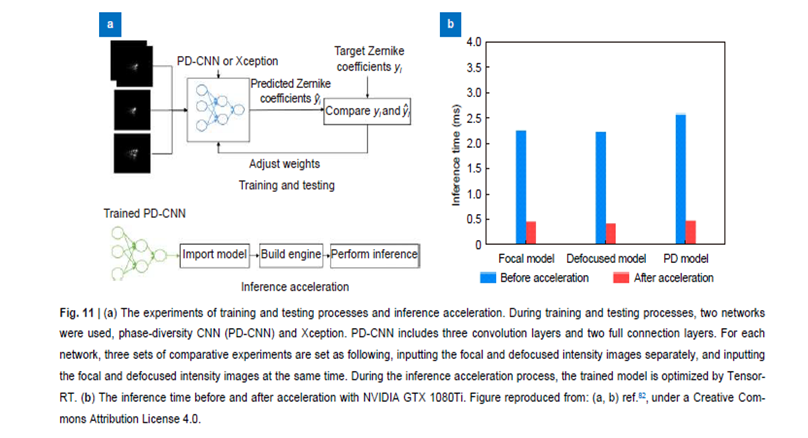 a
PD-CNN or Xception
Target Zernike
coefficients yᵢ
Predicted Zernike
coefficients ŷᵢ
Compare yᵢ and ŷᵢ
Adjust weights
Training and testing
Trained PD-CNN
Import model
Build engine
Perform inference
Inference acceleration
b
Inference time (ms)
4.0
3.5
3.0
2.5
2.0
1.5
1.0
0.5
0
Focal model Defocused model PD model
Before acceleration After acceleration
Fig. 11 | (a) The experiments of training and testing processes and inference acceleration. During training and testing processes, two networks
were used, phase-diversity CNN (PD-CNN) and Xception. PD-CNN includes three convolution layers and two full connection layers. For each
network, three sets of comparative experiments are set as following, inputting the focal and defocused intensity images separately, and inputting
the focal and defocused intensity images at the same time. During the inference acceleration process, the trained model is optimized by Tensor-
RT. (b) The inference time before and after acceleration with NVIDIA GTX 1080Ti. Figure reproduced from: (a, b) ref.⁸², under a Creative Com-
mons Attribution License 4.0.